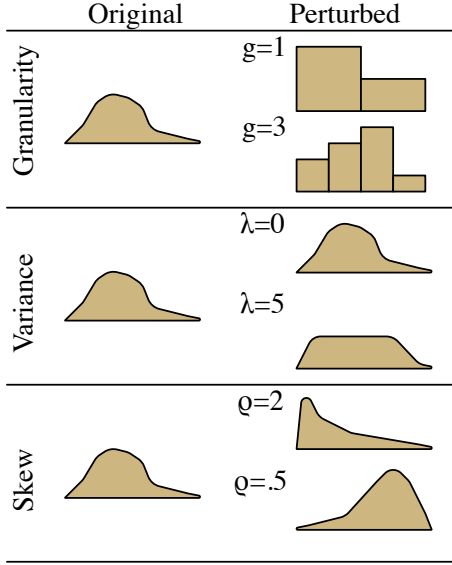 Original Perturbed
Granularity
g=1
g=3
Variance
λ=0
λ=5
Skew
ϱ=2
ϱ=.5